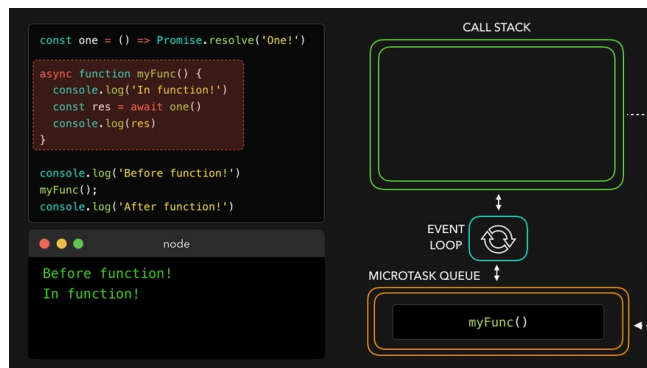 const one = () => Promise.resolve('One!')
async function myFunc() {
console.log('In function!')
const res = await one()
console.log(res)
}
console.log('Before function!')
myFunc();
console.log('After function!')
node
Before function!
In function!
CALL STACK
EVENT
LOOP
MICROTASK QUEUE
myFunc()